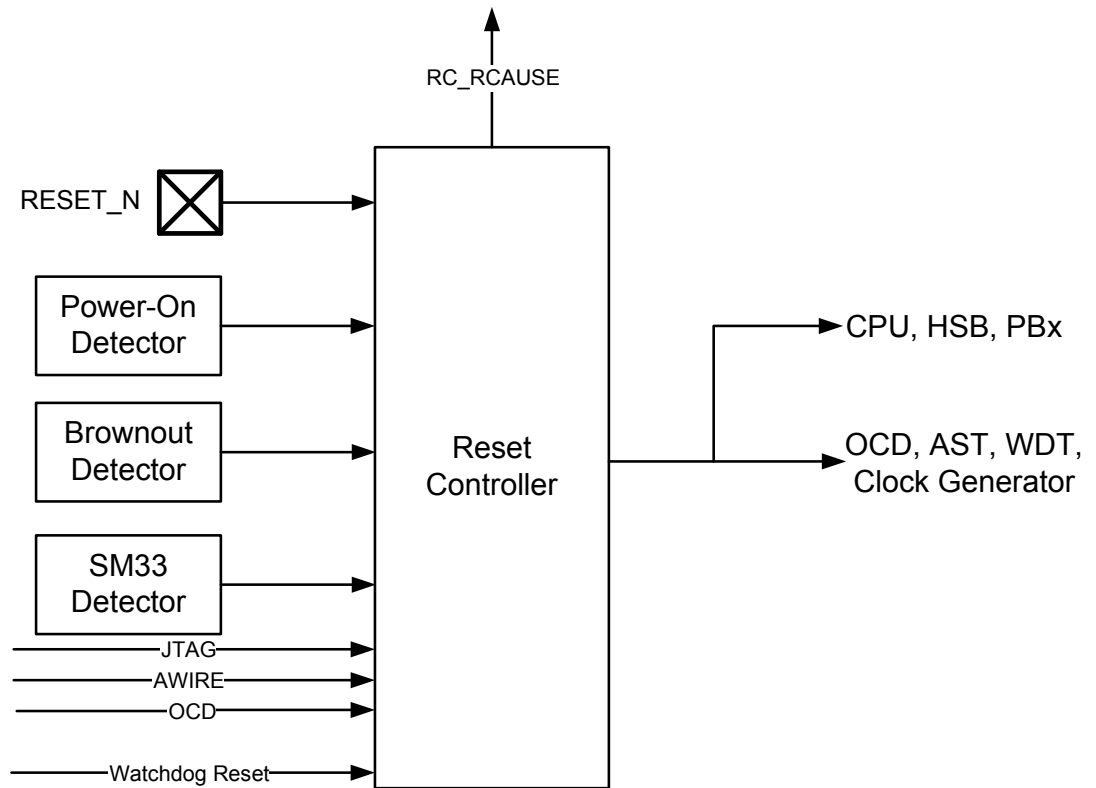 RC_RCAUSE
RESET_N
Power-On
Detector
Brownout
Detector
SM33
Detector
JTAG
AWIRE
OCD
Watchdog Reset
Reset
Controller
CPU, HSB, PBx
OCD, AST, WDT,
Clock Generator